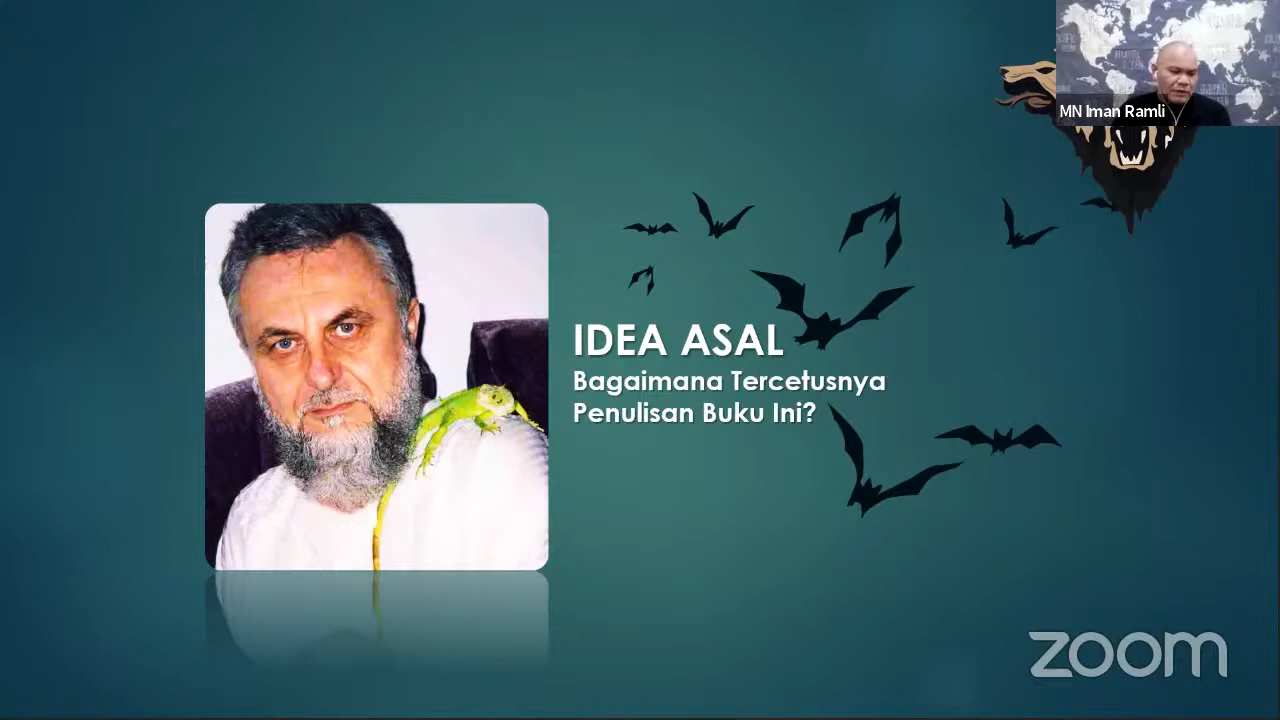 MN Iman Ramli
IDEA ASAL
Bagaimana Tercetusnya
Penulisan Buku Ini?
zoom